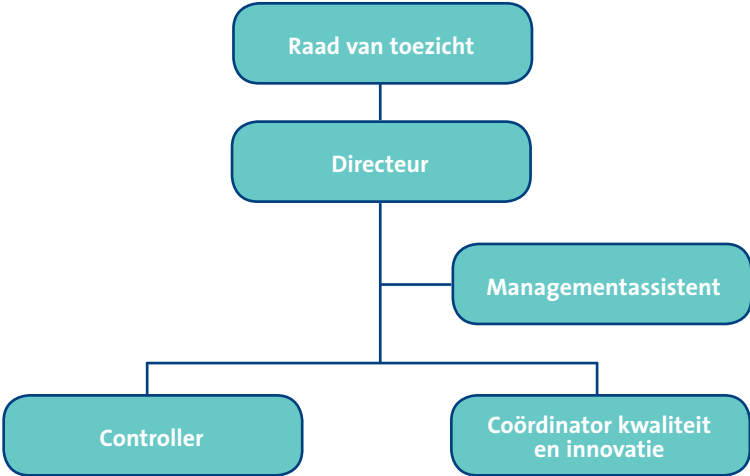 Raad van toezicht
Directeur
Managementassistent
Controller
Coördinator kwaliteit
en innovatie